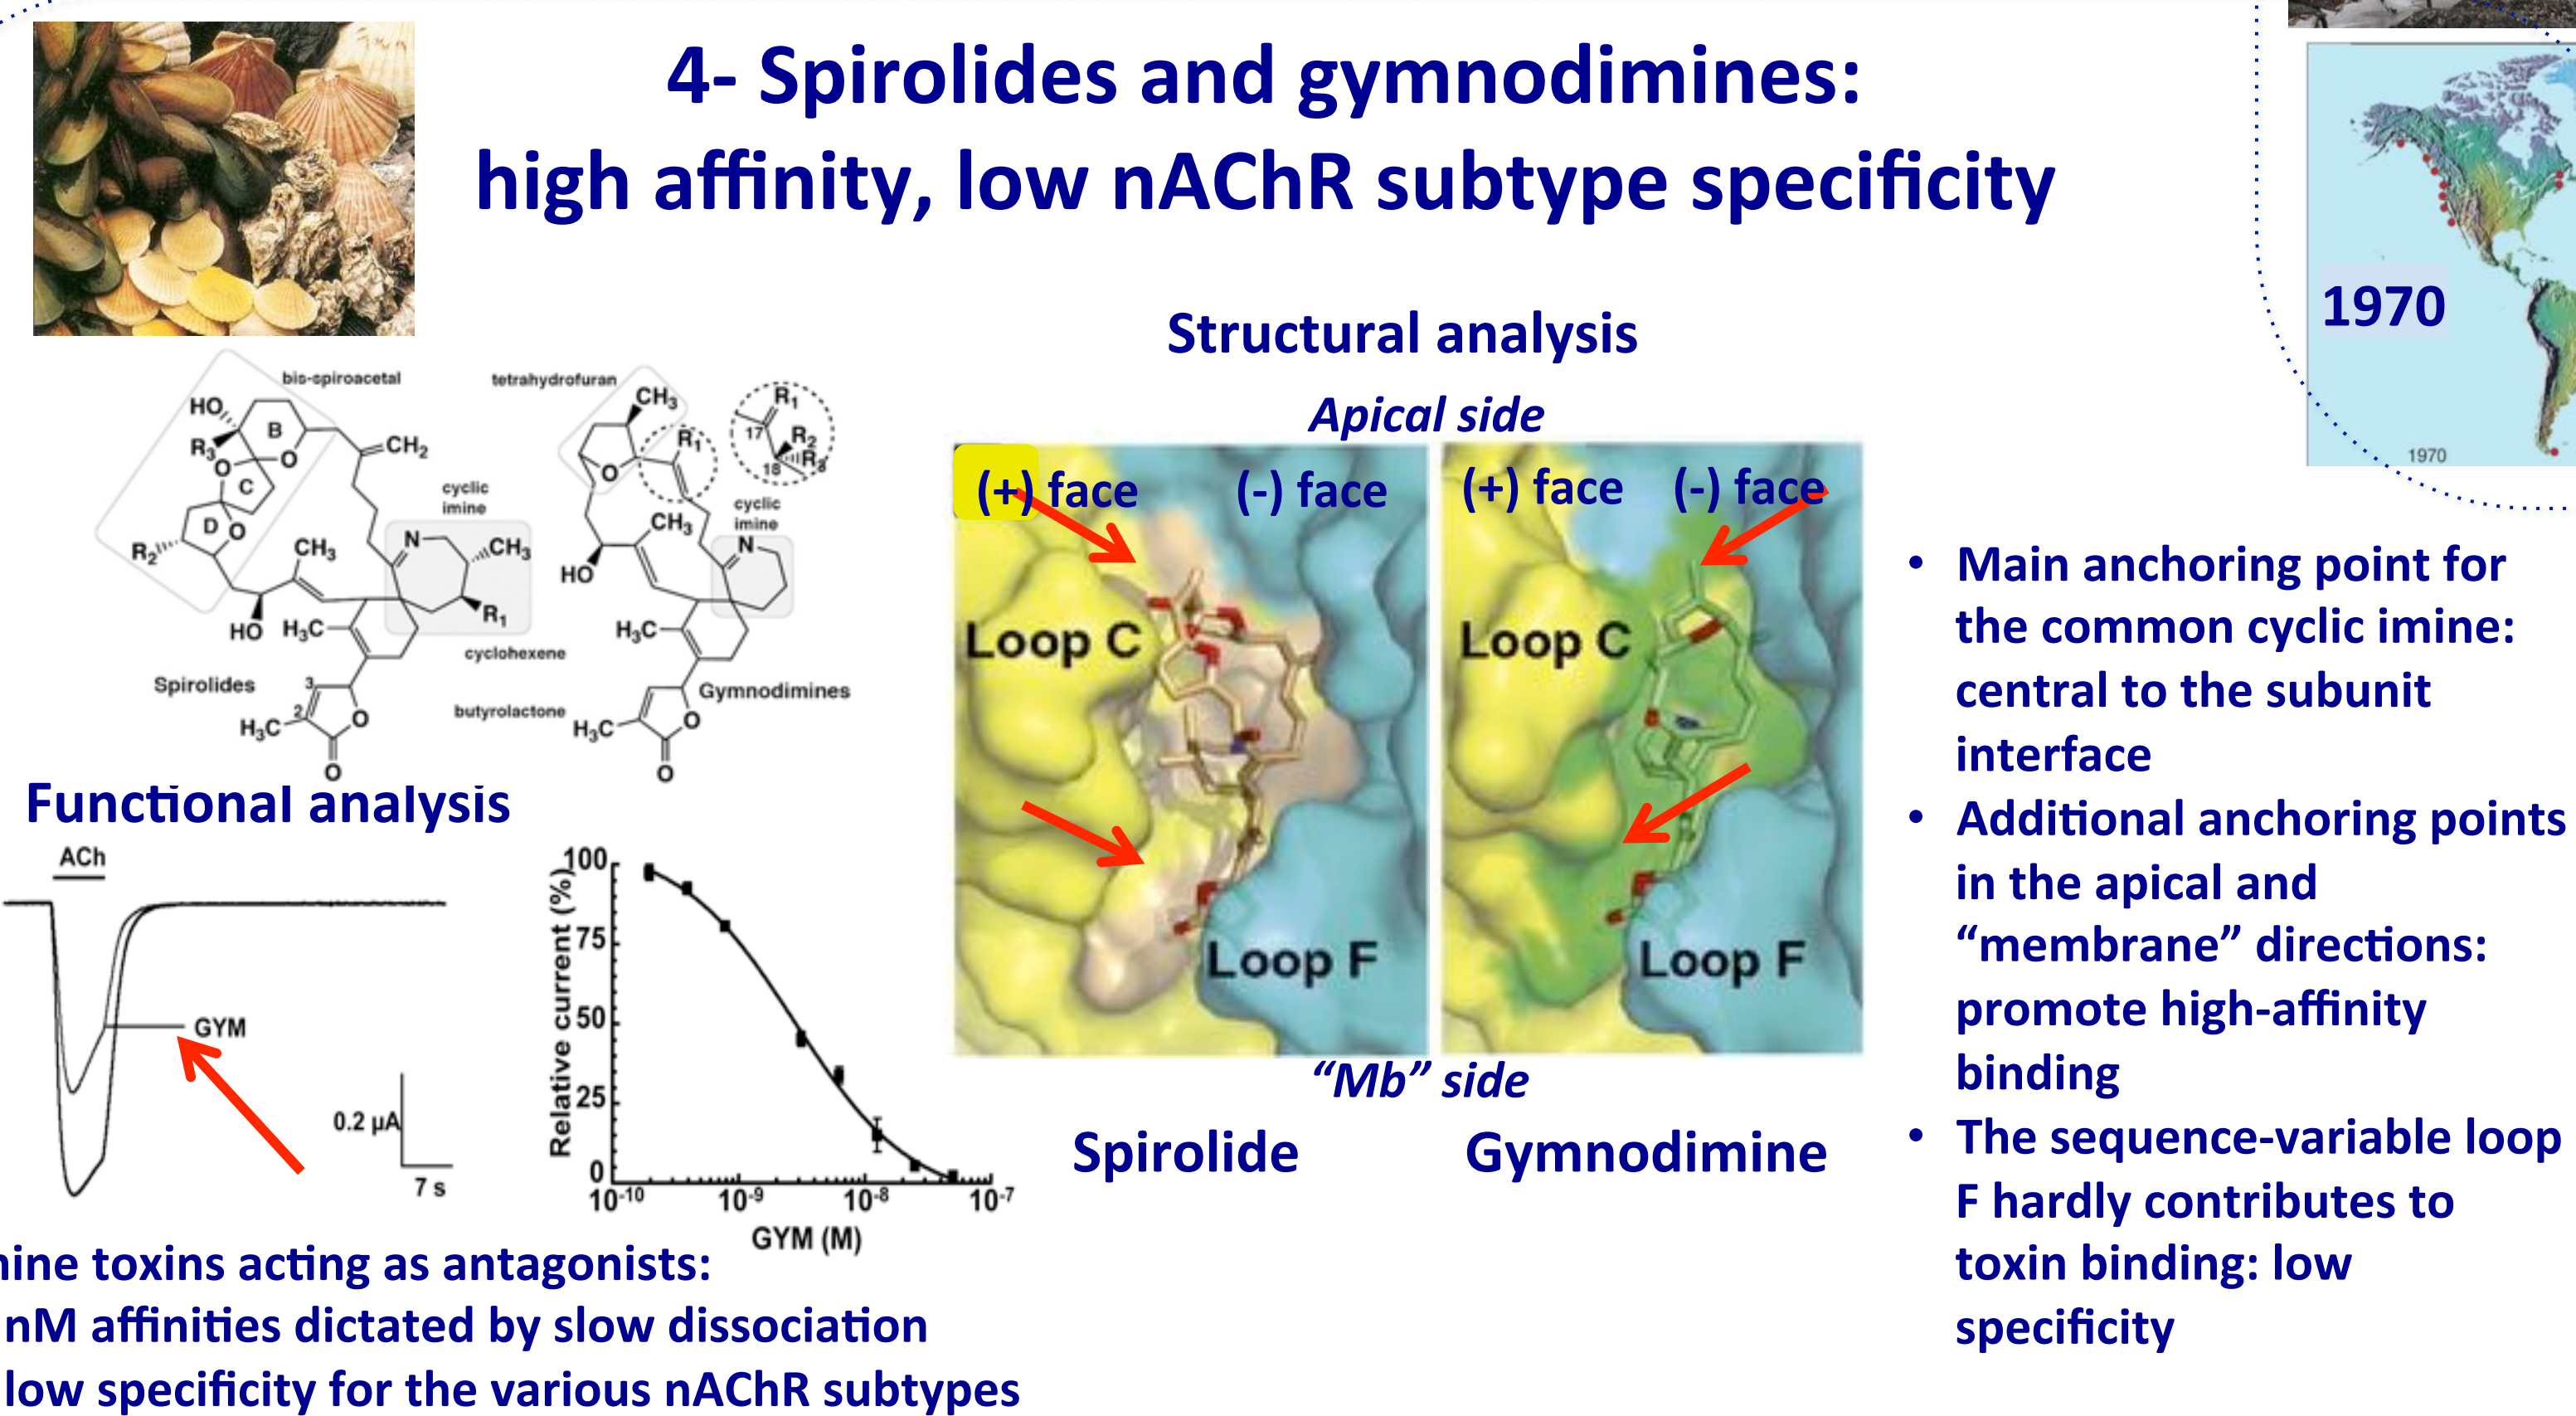 4- Spirolides and gymnodimines:
high affinity, low nAChR subtype specificity
1970
1970
bis-spiroacetal
HO
R3
B
O
O
C
D
O
R2
CH2
cyclic
imine
N
CH3
CH3
R1
HO
H3C
cyclohexene
Spirolides
3
2
H3C
O
O
tetrahydrofuran
CH3
O
R1
R1
17
R2
R3
18
cyclic
imine
CH3
N
HO
H3C
Gymnodimines
butyrolactone
H3C
O
O
Functional analysis
ACh
GYM
0.2 µA
7 s
Relative current (%)
100
75
50
25
0
10-10
10-9
10-8
10-7
GYM (M)
nine toxins acting as antagonists:
nM affinities dictated by slow dissociation
low specificity for the various nAChR subtypes
Structural analysis
Apical side
(+) face
(-) face
(+) face
(-) face
Loop C
Loop C
Loop F
Loop F
“Mb” side
Spirolide
Gymnodimine
• Main anchoring point for
the common cyclic imine:
central to the subunit
interface
• Additional anchoring points
in the apical and
“membrane” directions:
promote high-affinity
binding
• The sequence-variable loop
F hardly contributes to
toxin binding: low
specificity